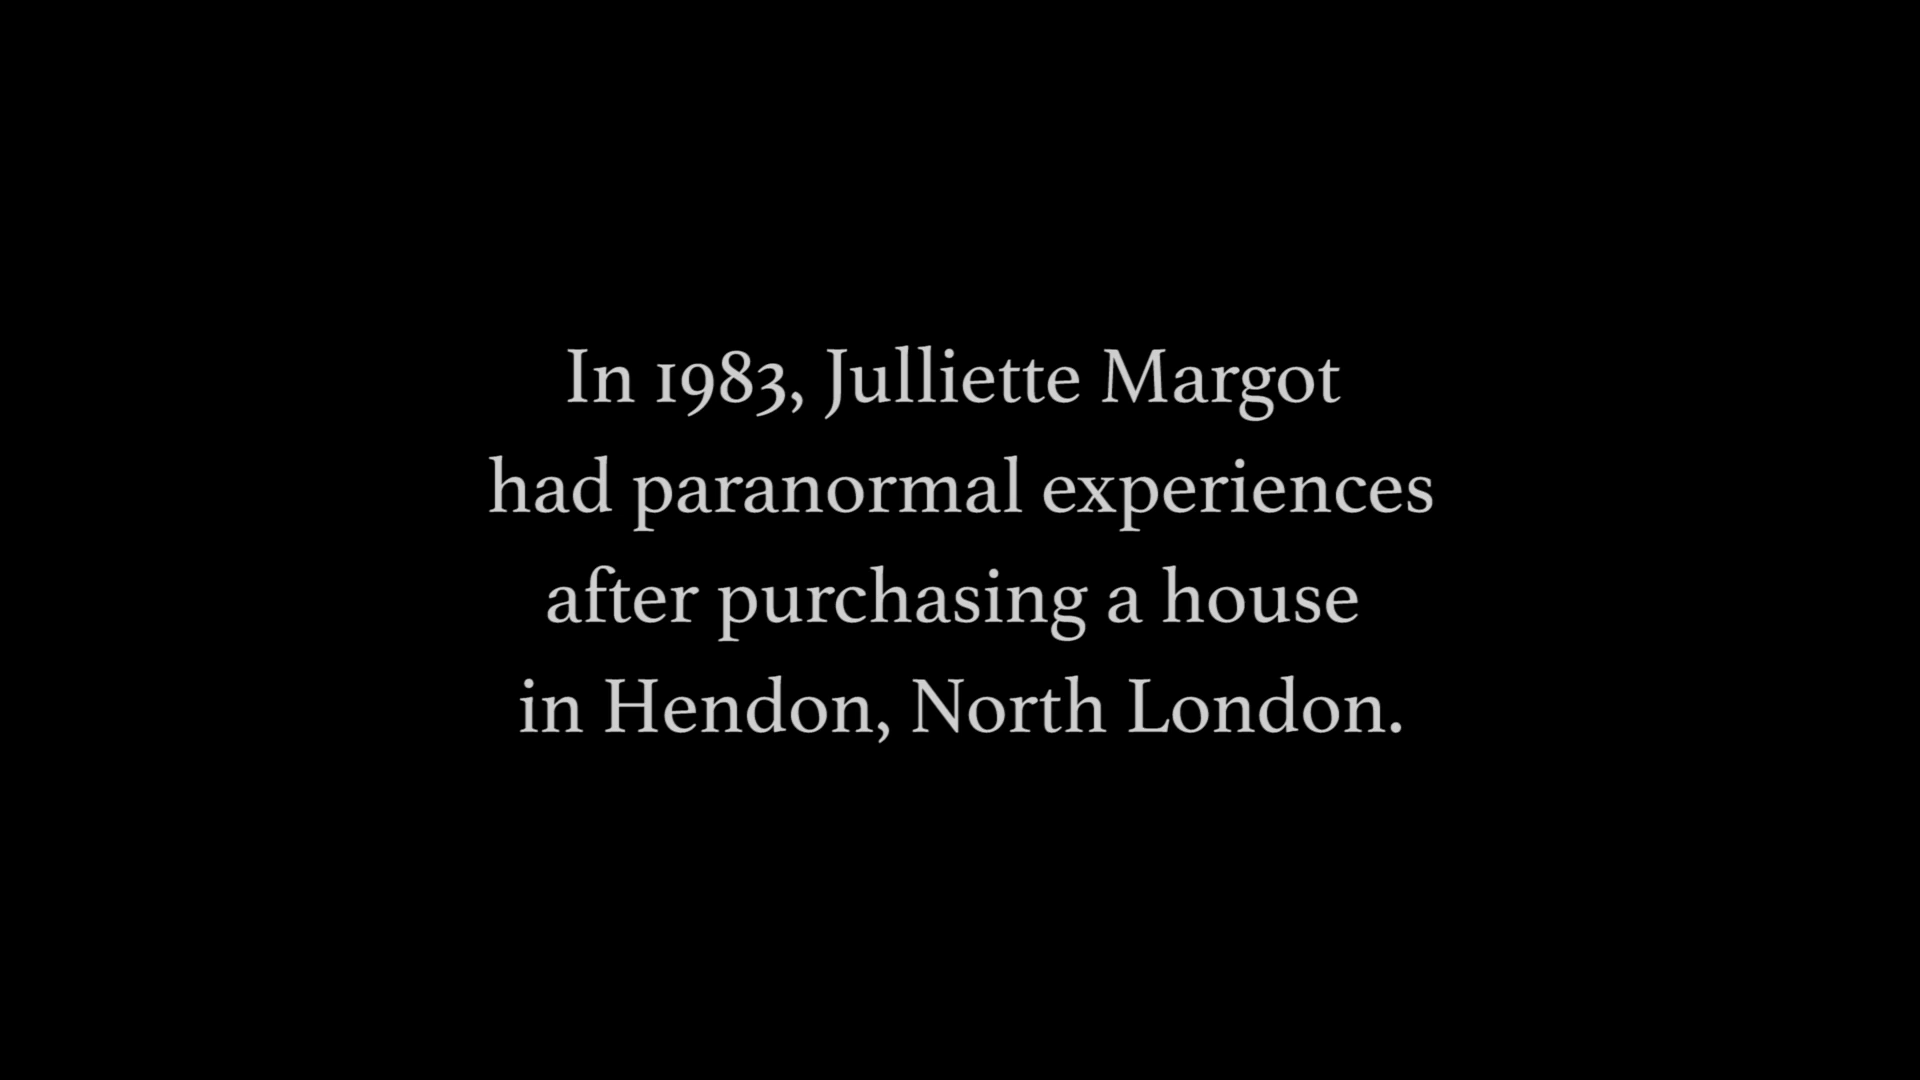 In 1983, Julliette Margot
had paranormal experiences
after purchasing a house
in Hendon, North London.